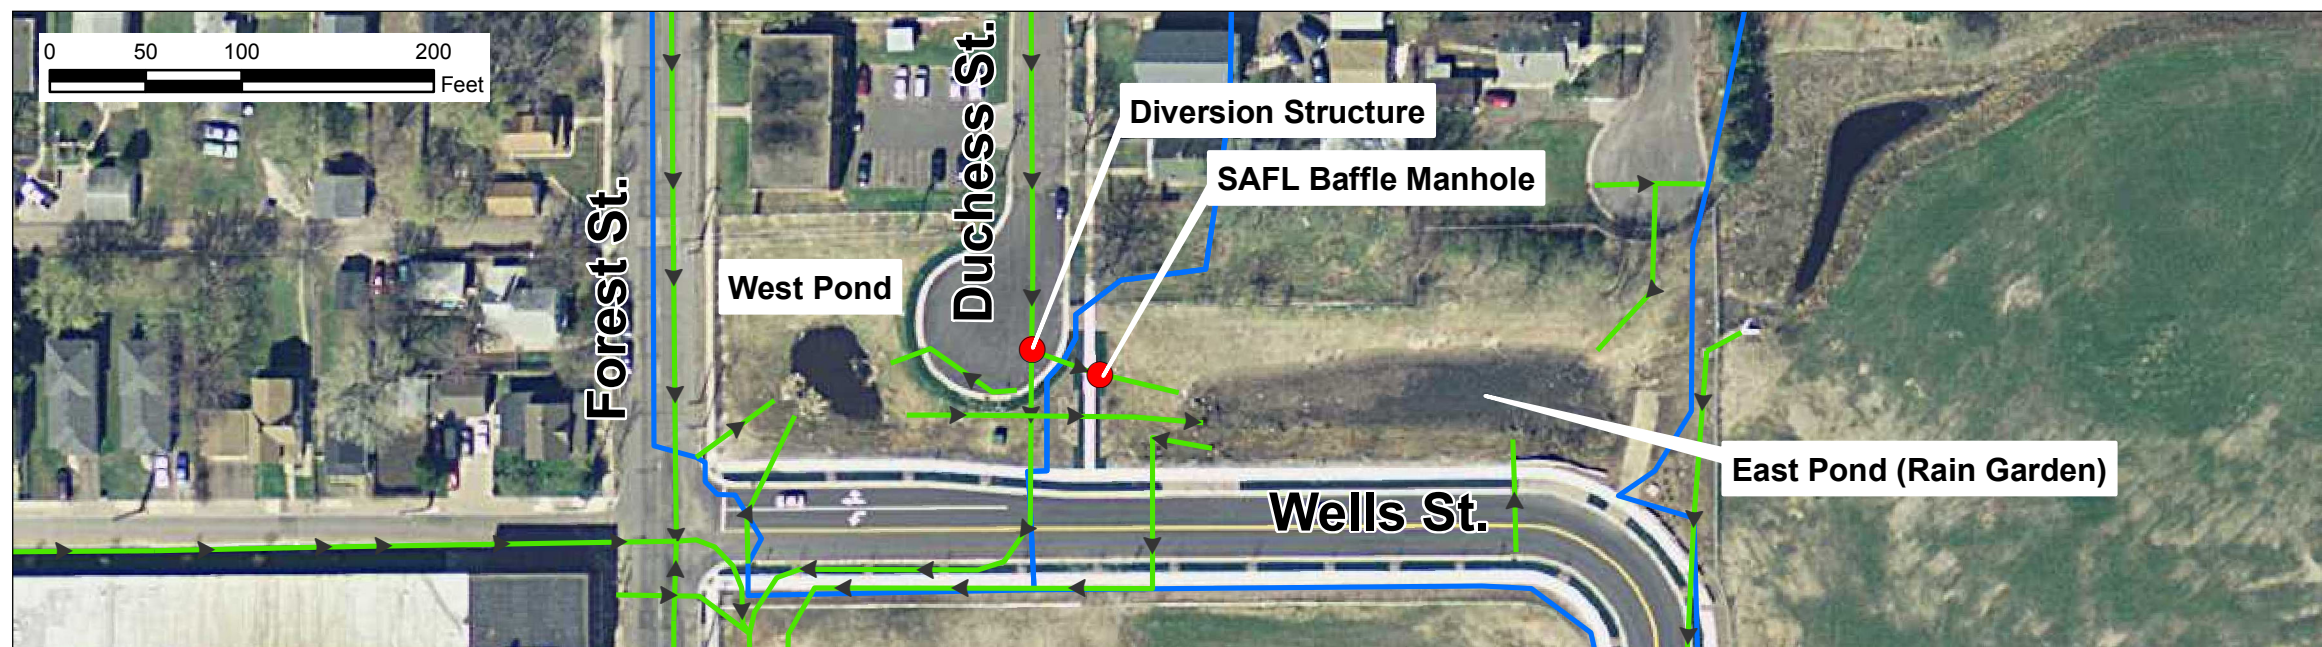 0 50 100 200
Feet
Duchess St.
Diversion Structure
SAFL Baffle Manhole
Forest St.
West Pond
East Pond (Rain Garden)
Wells St.